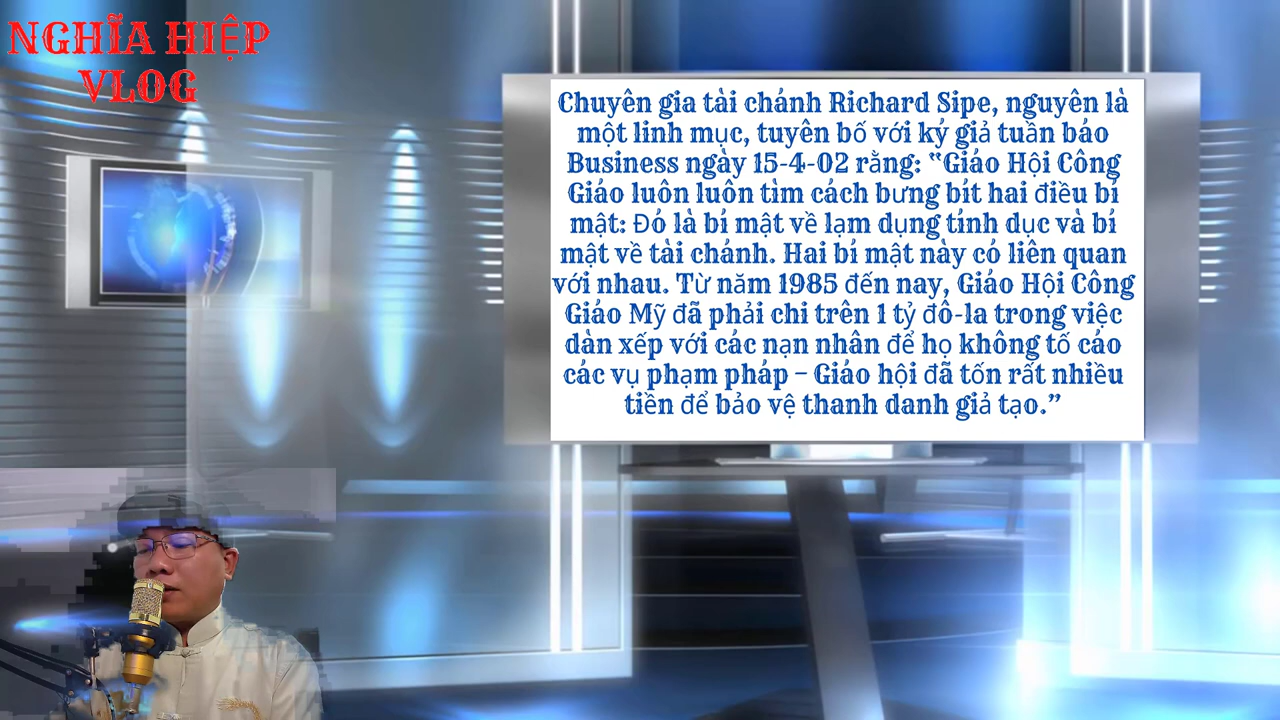 NGHĨA HIỆP
VLOG
Chuyên gia tài chánh Richard Sipe, nguyên là
một linh mục, tuyên bố với ký giả tuần báo
Business ngày 15-4-02 rằng: “Giáo Hội Công
Giáo luôn luôn tìm cách bưng bít hai điều bí
mật: Đó là bí mật về lạm dụng tính dục và bí
mật về tài chánh. Hai bí mật này có liên quan
với nhau. Từ năm 1985 đến nay, Giáo Hội Công
Giáo Mỹ đã phải chi trên 1 tỷ đô-la trong việc
dàn xếp với các nạn nhân để họ không tố cáo
các vụ phạm pháp – Giáo hội đã tốn rất nhiều
tiền để bảo vệ thanh danh giả tạo.”